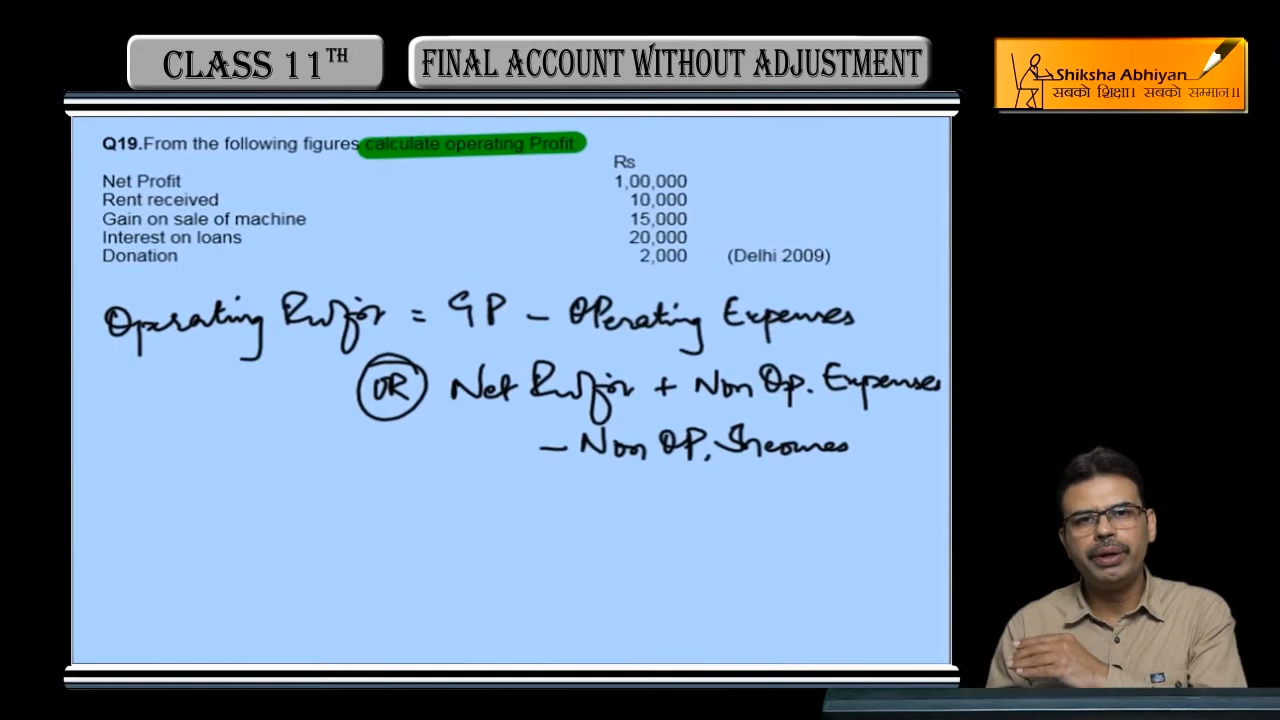 CLASS 11TH
FINAL ACCOUNT WITHOUT ADJUSTMENT
Shiksha Abhiyan
सबको शिक्षा। सबको सम्मान।।
Q19.From the following figures calculate operating Profit
Rs
Net Profit 1,00,000
Rent received 10,000
Gain on sale of machine 15,000
Interest on loans 20,000
Donation 2,000 (Delhi 2009)
Operating Profit = GP - Operating Expenses
OR Net Profit + Non Op. Expenses
- Non OP. Incomes